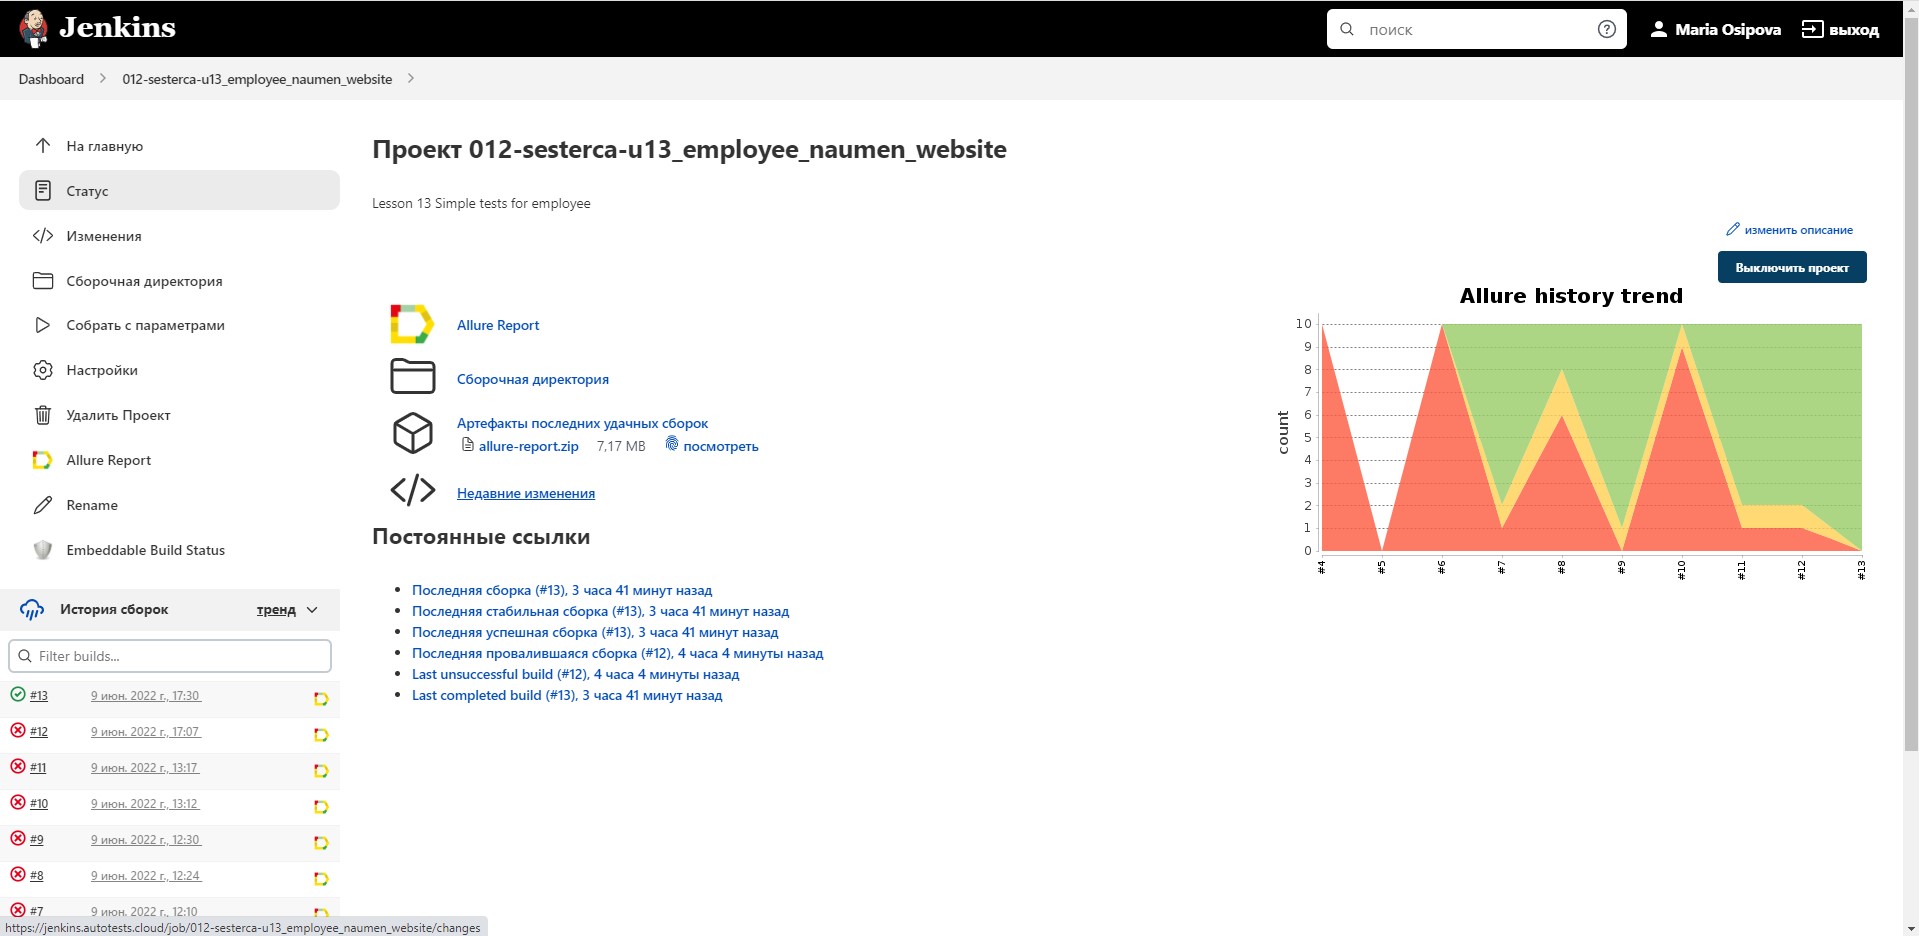 Jenkins
поиск
Maria Osipova
выход
Dashboard
012-sesterca-u13_employee_naumen_website
На главную
Статус
Изменения
Сборочная директория
Собрать с параметрами
Настройки
Удалить Проект
Allure Report
Rename
Embeddable Build Status
История сборок
тренд
Filter builds...
#13 9 июн. 2022 г., 17:30
#12 9 июн. 2022 г., 17:07
#11 9 июн. 2022 г., 13:17
#10 9 июн. 2022 г., 13:12
#9 9 июн. 2022 г., 12:30
#8 9 июн. 2022 г., 12:24
#7 9 июн. 2022 г., 12:10
https://jenkins.autotests.cloud/job/012-sesterca-u13_employee_naumen_website/changes
Проект 012-sesterca-u13_employee_naumen_website
Lesson 13 Simple tests for employee
изменить описание
Выключить проект
Allure Report
Сборочная директория
Артефакты последних удачных сборок
allure-report.zip 7,17 MB посмотреть
Недавние изменения
Постоянные ссылки
Последняя сборка (#13), 3 часа 41 минут назад
Последняя стабильная сборка (#13), 3 часа 41 минут назад
Последняя успешная сборка (#13), 3 часа 41 минут назад
Последняя провалившаяся сборка (#12), 4 часа 4 минуты назад
Last unsuccessful build (#12), 4 часа 4 минуты назад
Last completed build (#13), 3 часа 41 минут назад
Allure history trend
count
10
9
8
7
6
5
4
3
2
1
0
#4 #5 #6 #7 #8 #9 #10 #11 #12 #13